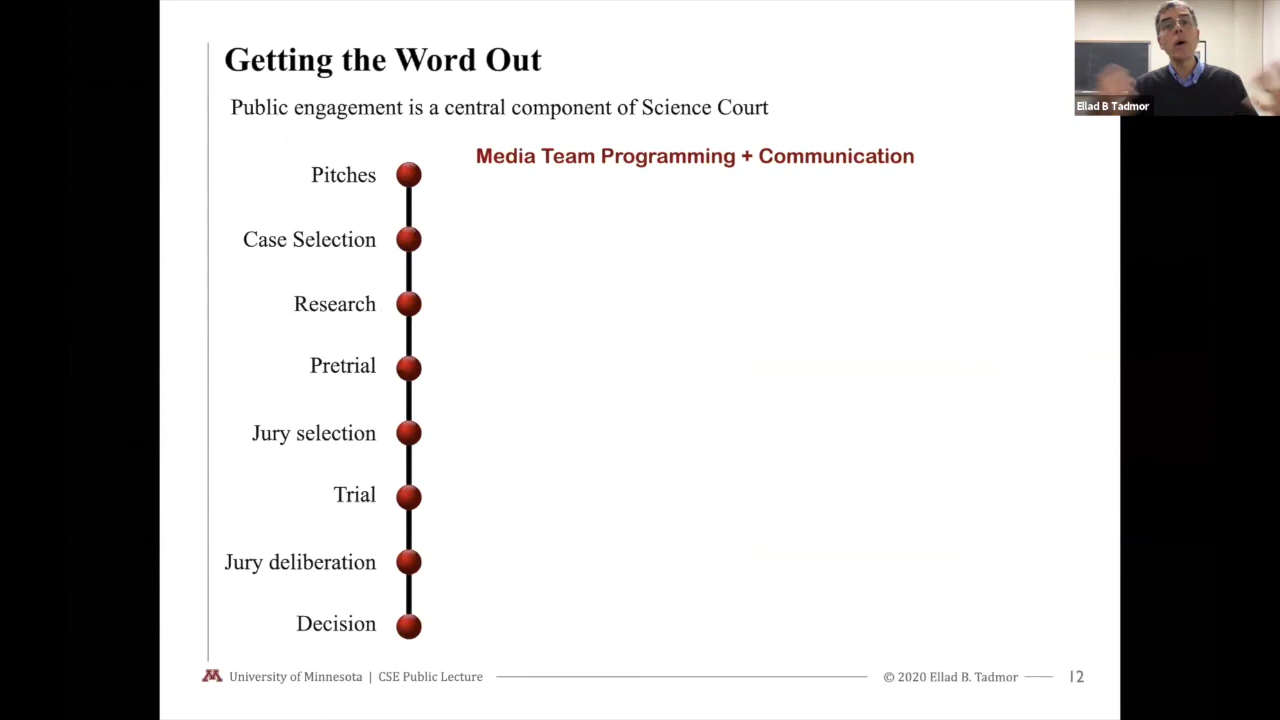 Getting the Word Out
Public engagement is a central component of Science Court
Ellad B Tadmor
Media Team Programming + Communication
Pitches
Case Selection
Research
Pretrial
Jury selection
Trial
Jury deliberation
Decision
University of Minnesota | CSE Public Lecture
© 2020 Ellad B. Tadmor
12